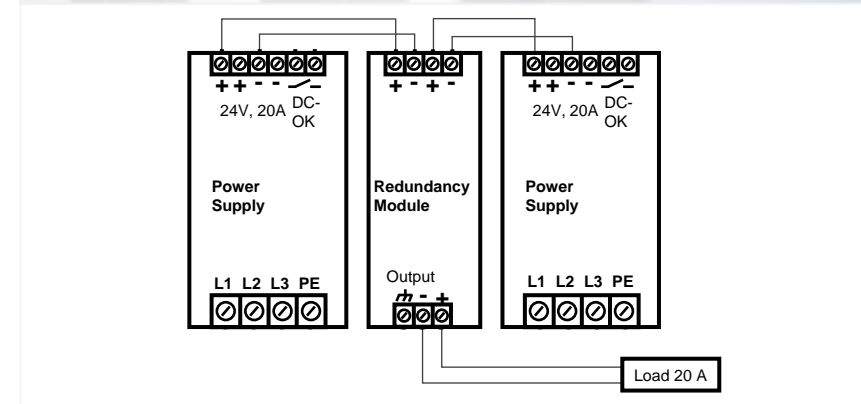 + + - -
24V, 20A
DC-
OK
Power
Supply
L1 L2 L3 PE
+ - + -
Redundancy
Module
Output
- +
+ + - -
24V, 20A
DC-
OK
Power
Supply
L1 L2 L3 PE
Load 20 A